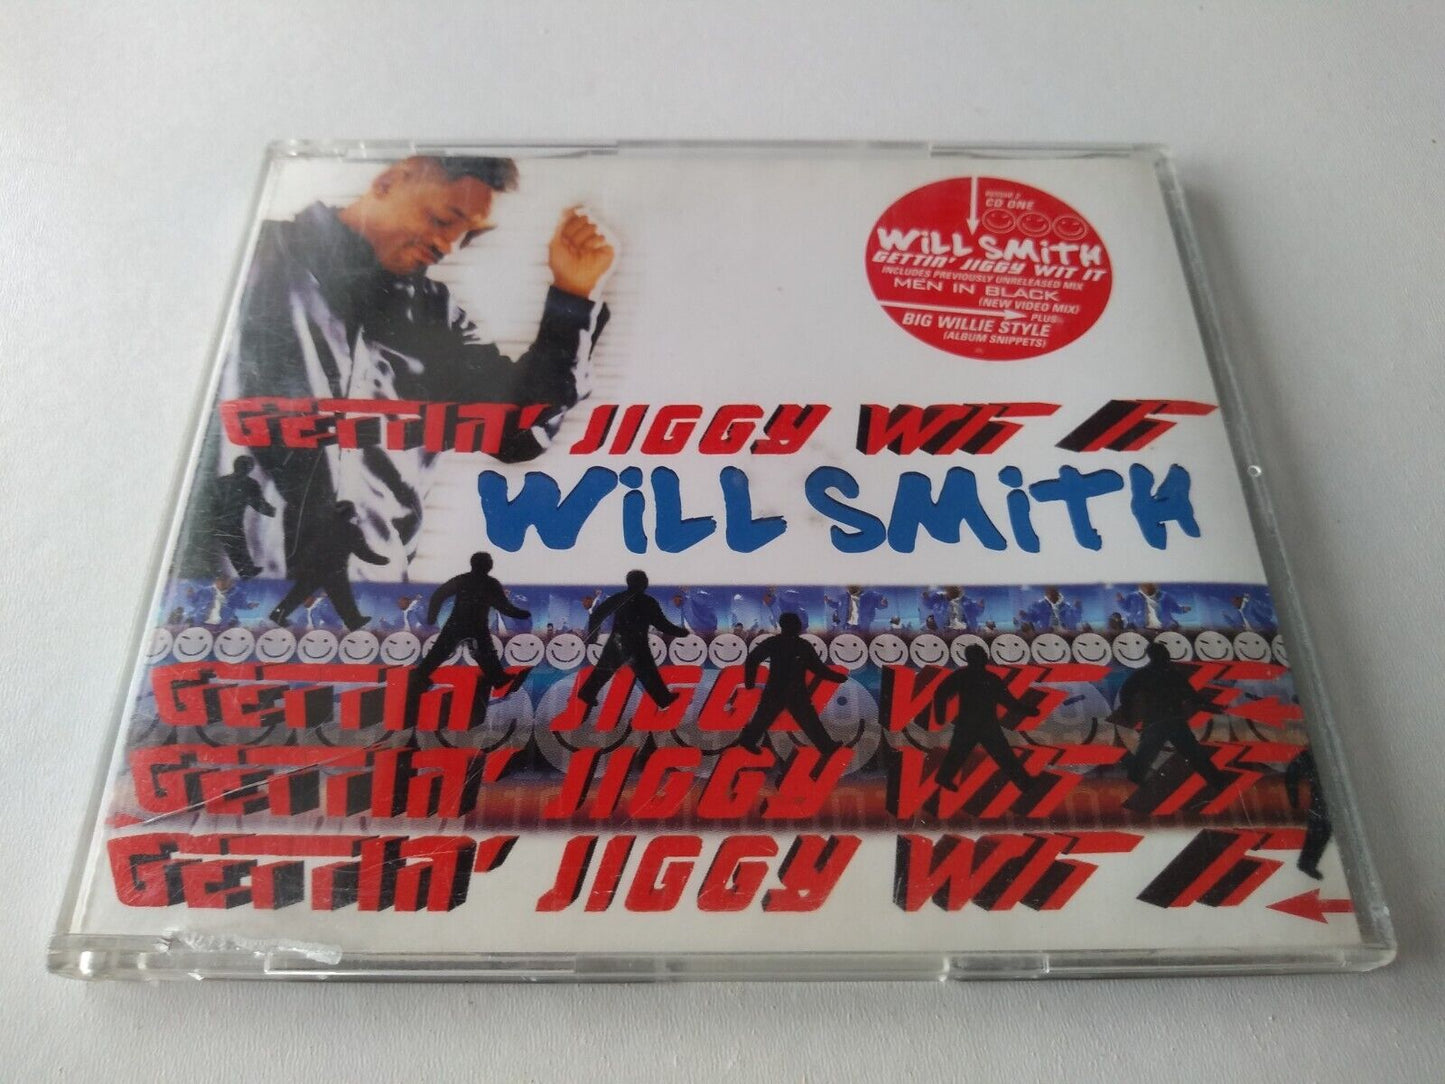 CD ONE
WiLL SMiTH
GETTIN' JIGGY WIT IT
INCLUDES PREVIOUSLY UNRELEASED MIX
MEN IN BLACK
(NEW VIDEO MIX)
PLUS
BIG WILLIE STYLE
(ALBUM SNIPPETS)
GETTIN' JIGGY WIT IT
WiLL SMiTH
GETTIN' JIGGY WIT IT
GETTIN' JIGGY WIT IT
GETTIN' JIGGY WIT IT